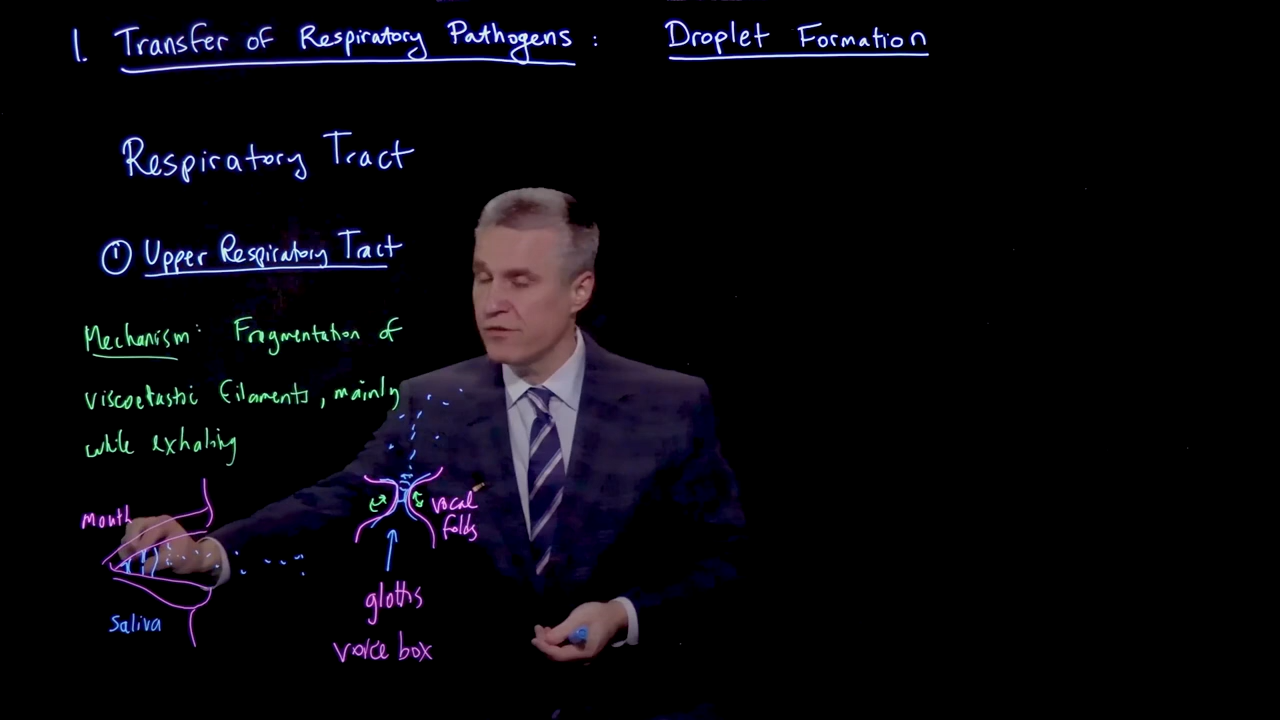 1. Transfer of Respiratory Pathogens : Droplet Formation
Respiratory Tract
① Upper Respiratory Tract
Mechanism: Fragmentation of
viscoelastic filaments, mainly
while exhaling
mouth
vocal
folds
saliva
glottis
voice box